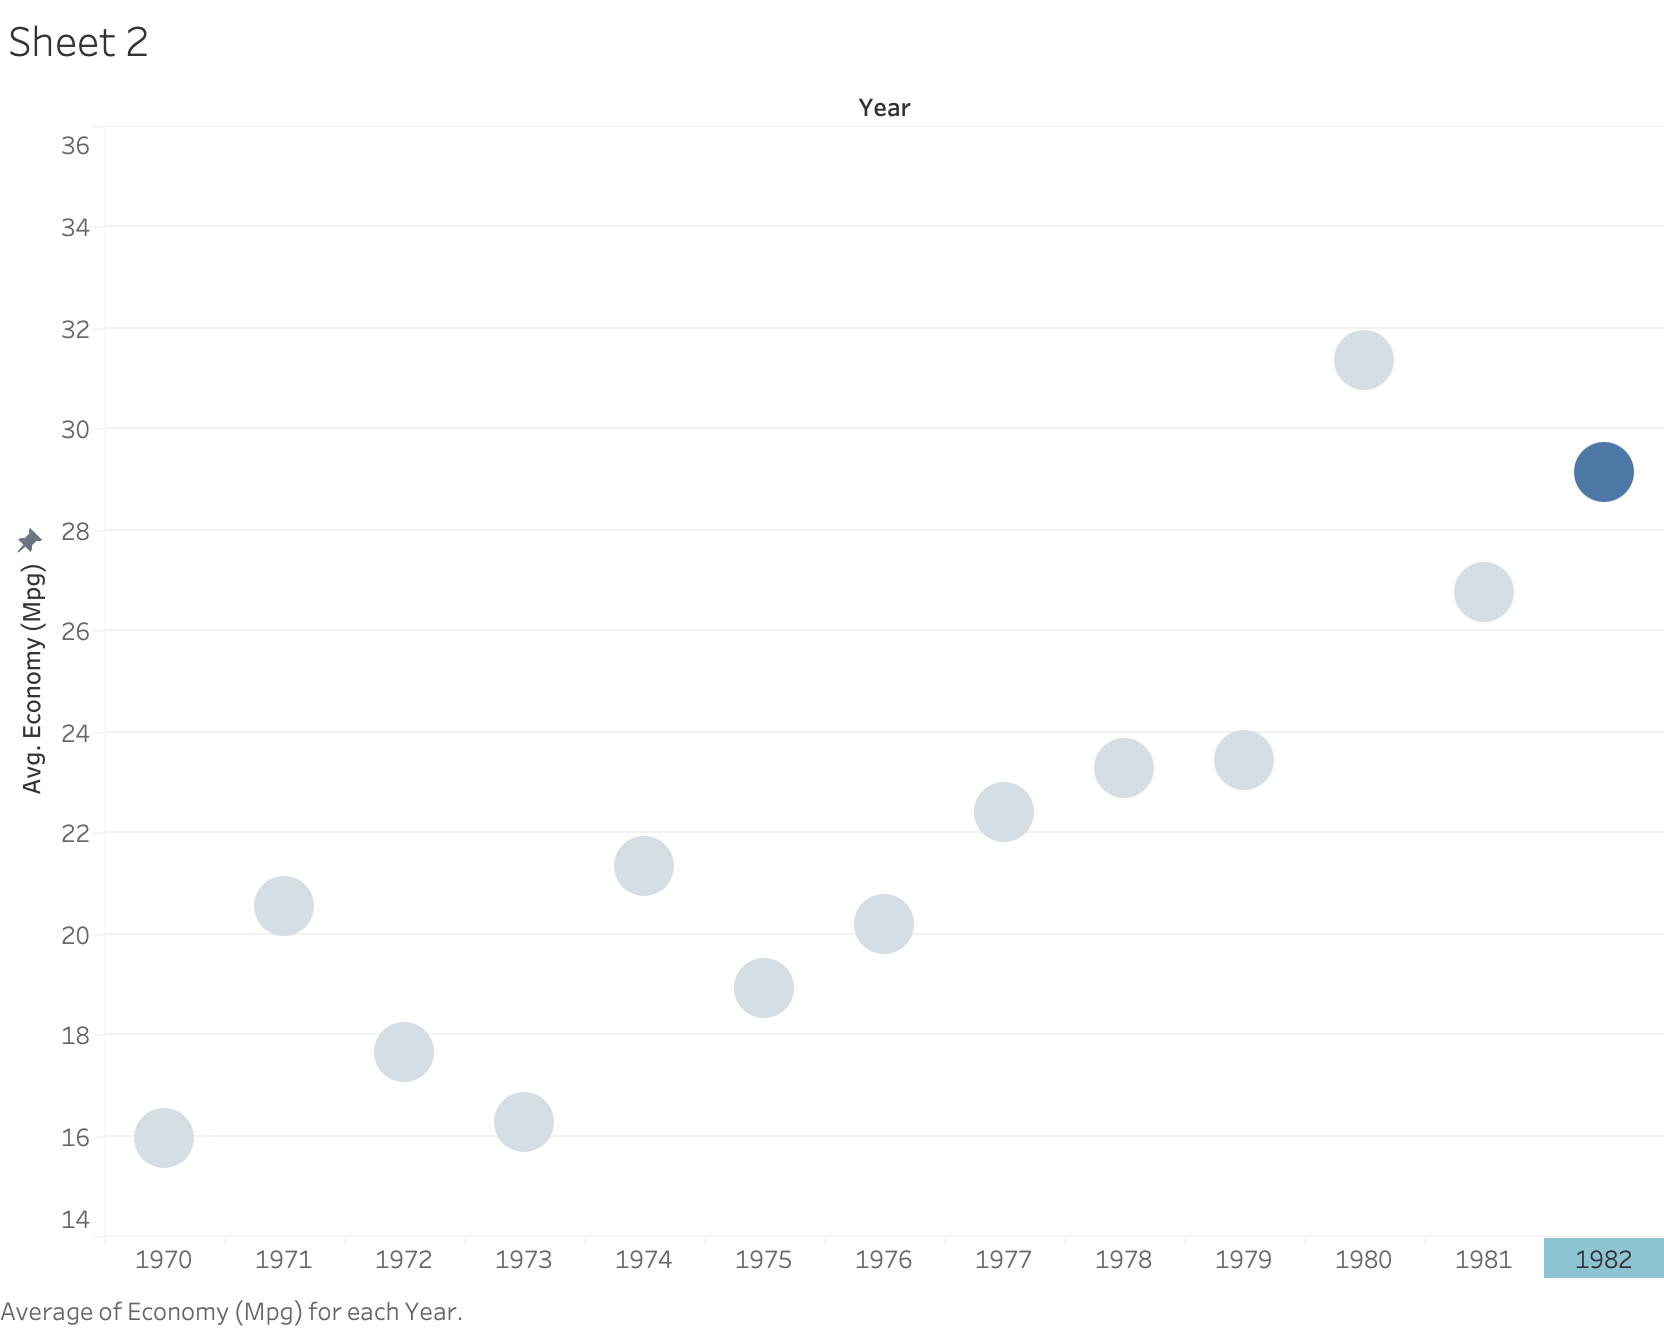 Sheet 2
Year
36
34
32
30
28
26
24
22
20
18
16
14
Avg. Economy (Mpg)
1970 1971 1972 1973 1974 1975 1976 1977 1978 1979 1980 1981 1982
Average of Economy (Mpg) for each Year.